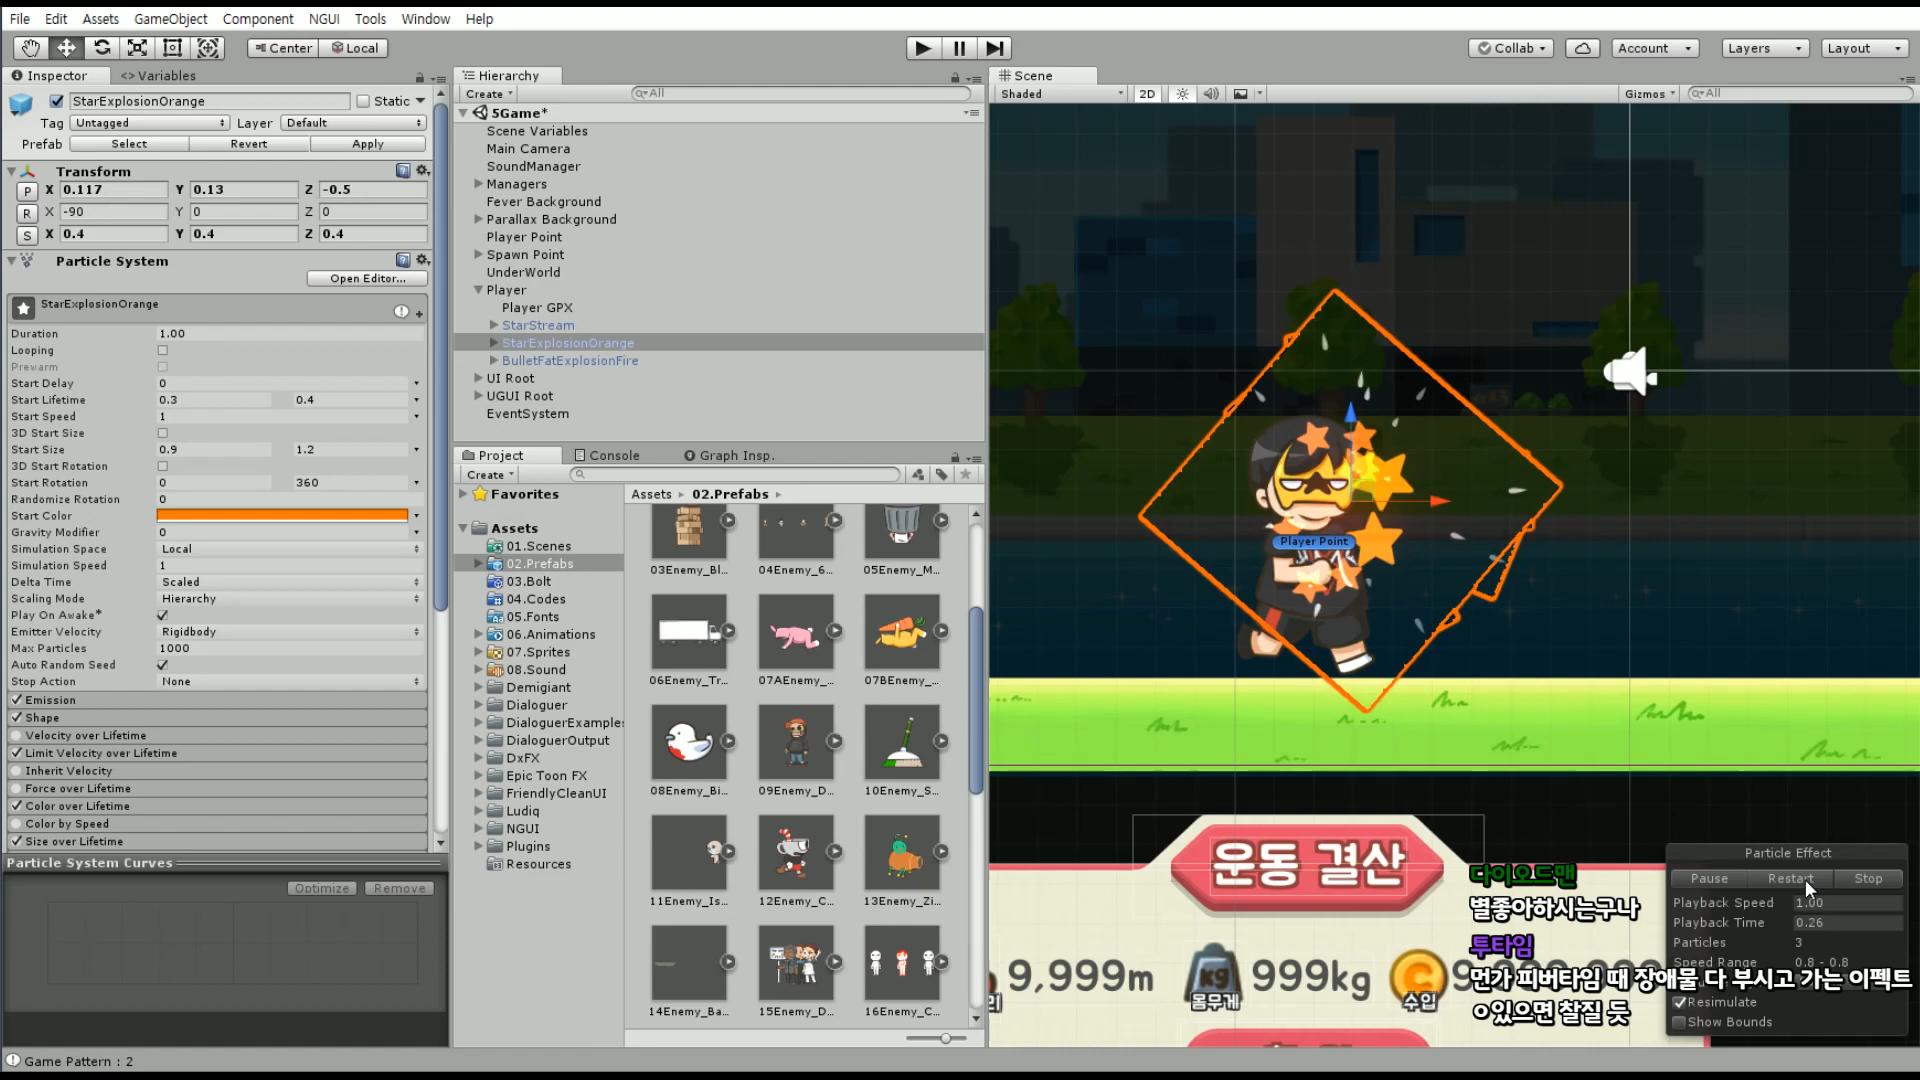 File Edit Assets GameObject Component NGUI Tools Window Help
Center Local
Collab Account Layers Layout
Inspector <> Variables
StarExplosionOrange Static
Tag Untagged Layer Default
Prefab Select Revert Apply
Transform
P X 0.117 Y 0.13 Z -0.5
R X -90 Y 0 Z 0
S X 0.4 Y 0.4 Z 0.4
Particle System
Open Editor...
StarExplosionOrange
Duration 1.00
Looping
Prewarm
Start Delay 0
Start Lifetime 0.3 0.4
Start Speed 1
3D Start Size
Start Size 0.9 1.2
3D Start Rotation
Start Rotation 0 360
Randomize Rotation 0
Start Color
Gravity Modifier 0
Simulation Space Local
Simulation Speed 1
Delta Time Scaled
Scaling Mode Hierarchy
Play On Awake*
Emitter Velocity Rigidbody
Max Particles 1000
Auto Random Seed
Stop Action None
Emission
Shape
Velocity over Lifetime
Limit Velocity over Lifetime
Inherit Velocity
Force over Lifetime
Color over Lifetime
Color by Speed
Size over Lifetime
Particle System Curves
Optimize Remove
Game Pattern : 2
Hierarchy
Create All
5Game*
Scene Variables
Main Camera
SoundManager
Managers
Fever Background
Parallax Background
Player Point
Spawn Point
UnderWorld
Player
Player GPX
StarStream
StarExplosionOrange
BulletFatExplosionFire
UI Root
UGUI Root
EventSystem
Project Console Graph Insp.
Create
Favorites
Assets
01.Scenes
02.Prefabs
03.Bolt
04.Codes
05.Fonts
06.Animations
07.Sprites
08.Sound
Demigiant
Dialoguer
DialoguerExamples
DialoguerOutput
DxFX
Epic Toon FX
FriendlyCleanUI
Ludiq
NGUI
Plugins
Resources
Assets 02.Prefabs
03Enemy_Bl... 04Enemy_6... 05Enemy_M...
06Enemy_Tr... 07AEnemy_... 07BEnemy_...
08Enemy_Bi... 09Enemy_D... 10Enemy_S...
11Enemy_Is... 12Enemy_C... 13Enemy_Zi...
14Enemy_Ba... 15Enemy_D... 16Enemy_C...
Scene
Shaded 2D Gizmos All
Player Point
운동 결산
9,999m 999kg
kg
몸무게
C
수입
다이오드맨
별좋아하시는구나
투타임
먼가 피버타임 때 장애물 다 부시고 가는 이펙트
ㅇ있으면 찰질 듯
Particle Effect
Pause Restart Stop
Playback Speed 1.00
Playback Time 0.26
Particles 3
Speed Range 0.8 - 0.8
Resimulate
Show Bounds